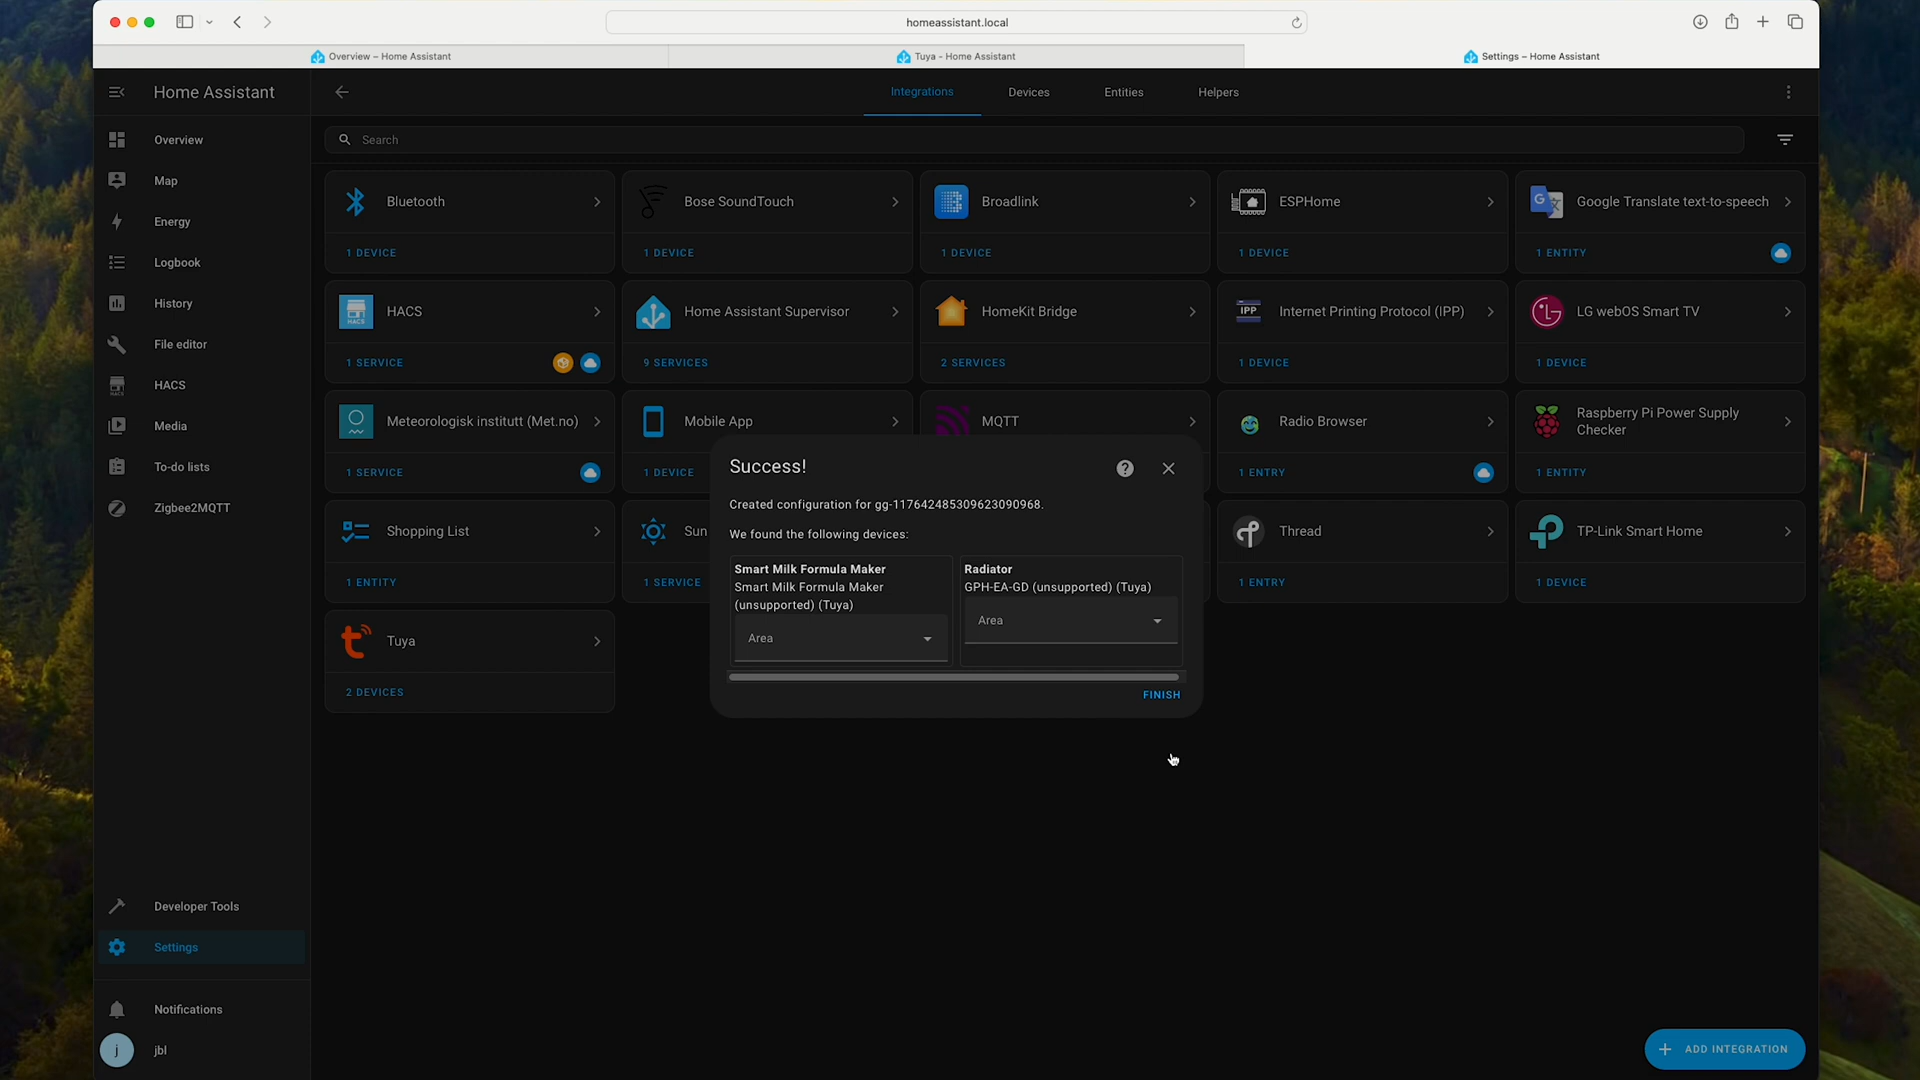 homeassistant.local
Overview – Home Assistant
Tuya - Home Assistant
Settings – Home Assistant
Home Assistant
Integrations
Devices
Entities
Helpers
Overview
Search
Map
Energy
Logbook
History
File editor
HACS
Media
To-do lists
Zigbee2MQTT
Developer Tools
Settings
Notifications
j
jbl
Bluetooth
Bose SoundTouch
Broadlink
ESPHome
Google Translate text-to-speech
1 DEVICE
1 DEVICE
1 DEVICE
1 DEVICE
1 ENTITY
HACS
HACS
Home Assistant Supervisor
HomeKit Bridge
IPP
Internet Printing Protocol (IPP)
LG webOS Smart TV
1 SERVICE
9 SERVICES
2 SERVICES
1 DEVICE
1 DEVICE
Meteorologisk institutt (Met.no)
Mobile App
MQTT
Radio Browser
Raspberry Pi Power Supply
Checker
1 SERVICE
1 DEVICE
1 ENTRY
1 ENTITY
Shopping List
Sun
Thread
TP-Link Smart Home
1 ENTITY
1 SERVICE
1 ENTRY
1 DEVICE
Tuya
2 DEVICES
Success!
Created configuration for gg-117642485309623090968.
We found the following devices:
Smart Milk Formula Maker
Smart Milk Formula Maker
(unsupported) (Tuya)
Area
Radiator
GPH-EA-GD (unsupported) (Tuya)
Area
FINISH
ADD INTEGRATION